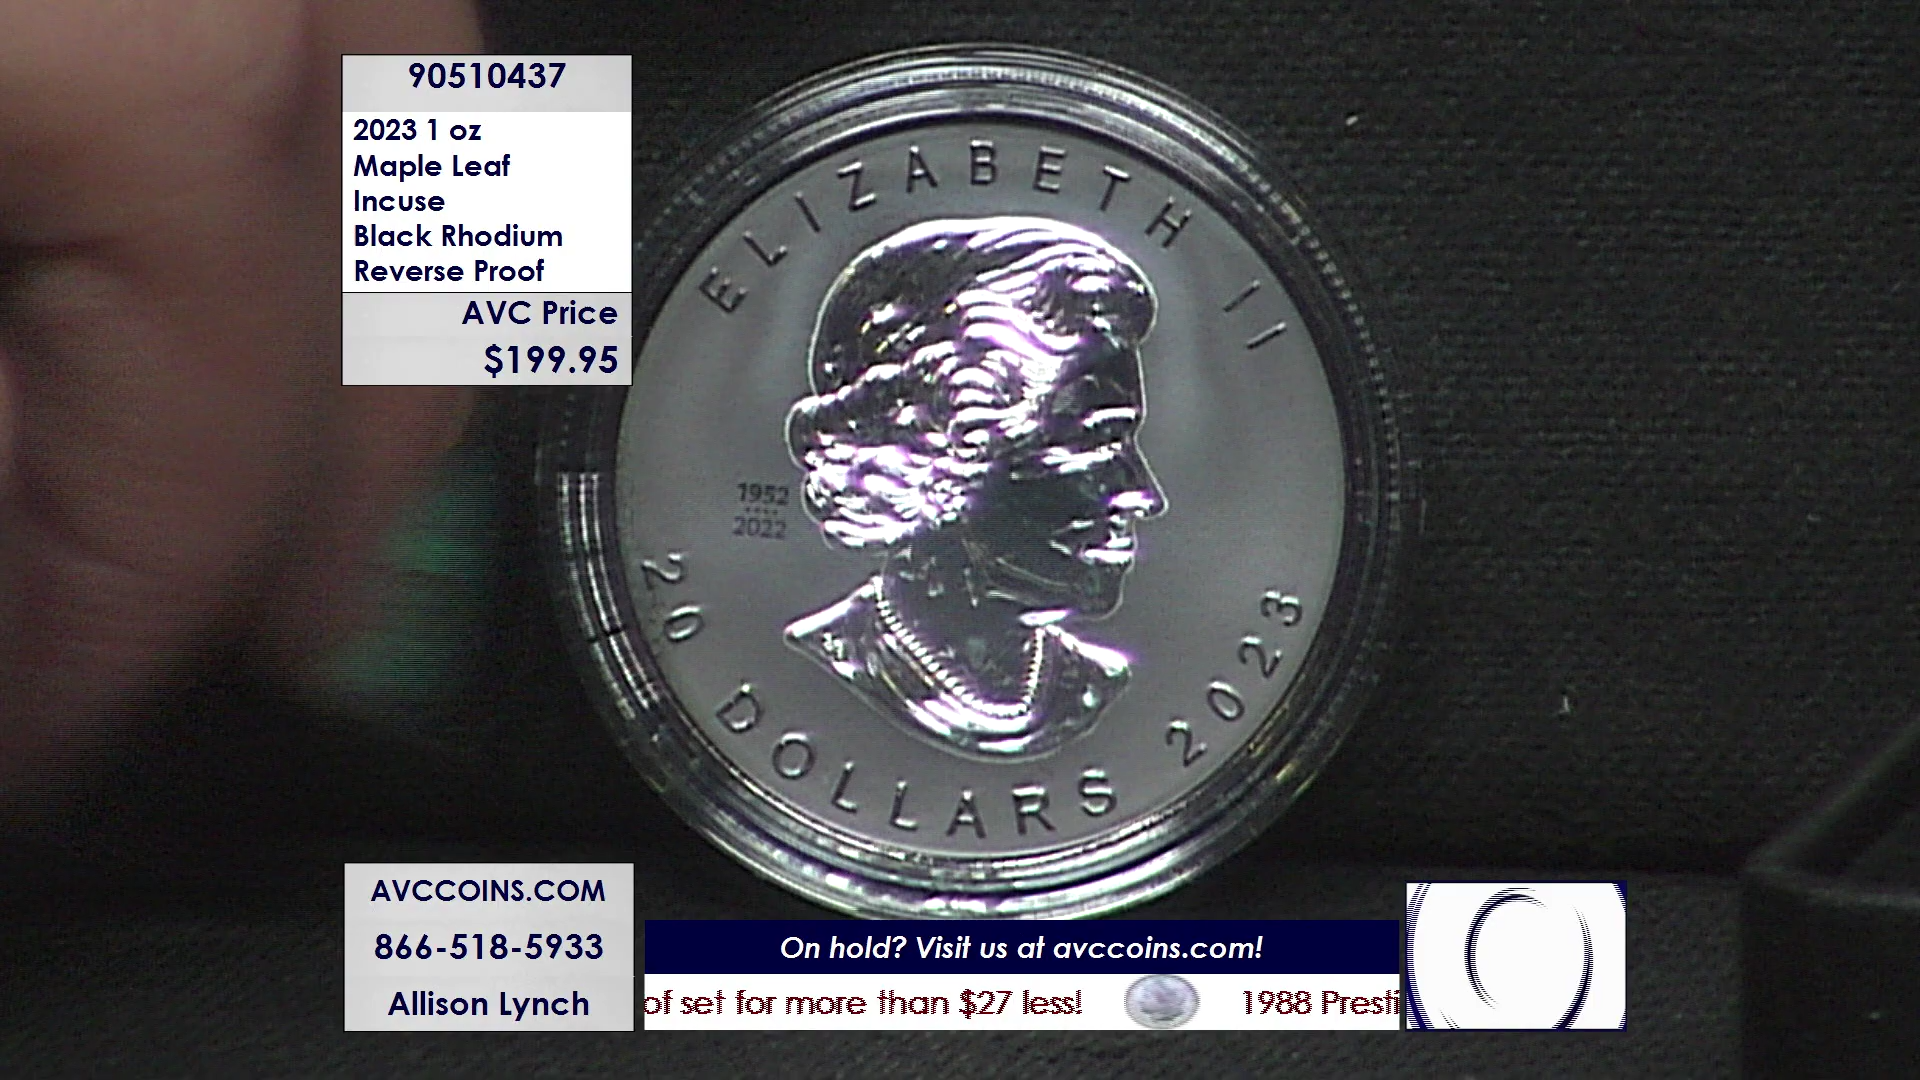 90510437
2023 1 oz
Maple Leaf
Incuse
Black Rhodium
Reverse Proof
AVC Price
$199.95
ELIZABETH II
1952
2022
20 DOLLARS 2023
AVCCOINS.COM
866-518-5933
Allison Lynch
On hold? Visit us at avccoins.com!
of set for more than $27 less!
1988 Presti